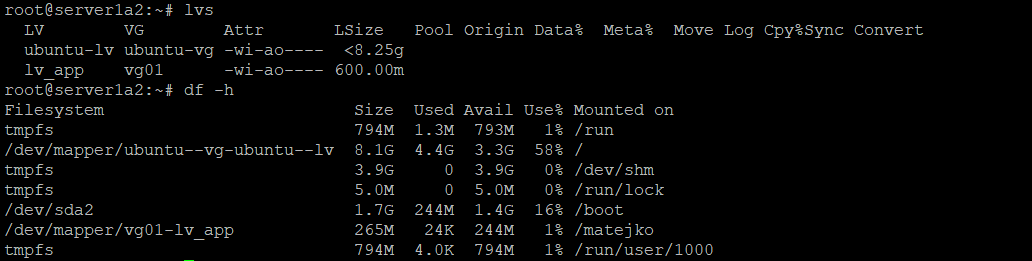 root@server1a2:~# lvs
  LV        VG        Attr       LSize   Pool Origin Data%  Meta%  Move Log Cpy%Sync Convert
  ubuntu-lv ubuntu-vg -wi-ao----  <8.25g
  lv_app    vg01      -wi-ao---- 600.00m
root@server1a2:~# df -h
Filesystem                         Size  Used Avail Use% Mounted on
tmpfs                              794M  1.3M  793M   1% /run
/dev/mapper/ubuntu--vg-ubuntu--lv  8.1G  4.4G  3.3G  58% /
tmpfs                              3.9G     0  3.9G   0% /dev/shm
tmpfs                              5.0M     0  5.0M   0% /run/lock
/dev/sda2                          1.7G  244M  1.4G  16% /boot
/dev/mapper/vg01-lv_app            265M   24K  244M   1% /matejko
tmpfs                              794M  4.0K  794M   1% /run/user/1000